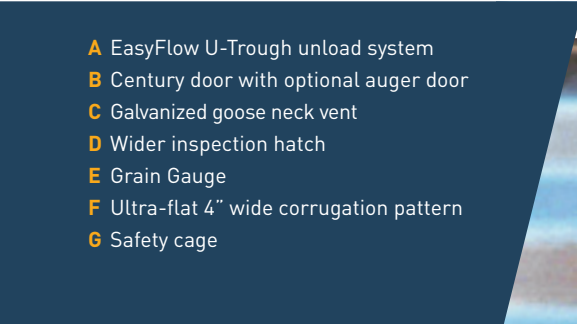 A EasyFlow U-Trough unload system
B Century door with optional auger door
C Galvanized goose neck vent
D Wider inspection hatch
E Grain Gauge
F Ultra-flat 4” wide corrugation pattern
G Safety cage